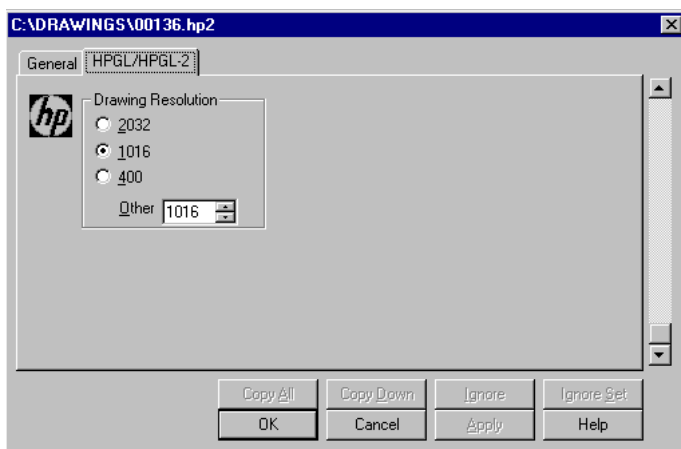 C:\DRAWINGS\00136.hp2
General HPGL/HPGL-2
hp
Drawing Resolution
2032
1016
400
Other 1016
Copy All Copy Down Ignore Ignore Set
OK Cancel Apply Help